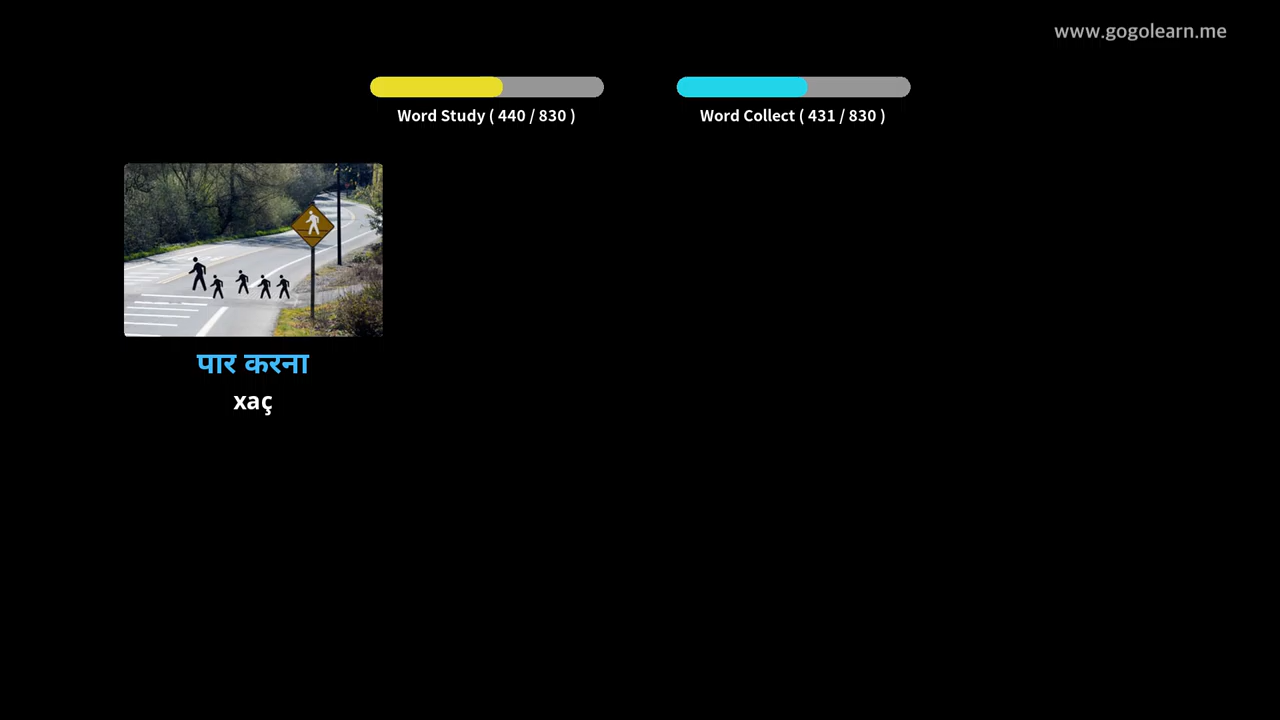 www.gogolearn.me
Word Study ( 440 / 830 )
Word Collect ( 431 / 830 )
पार करना
xaç